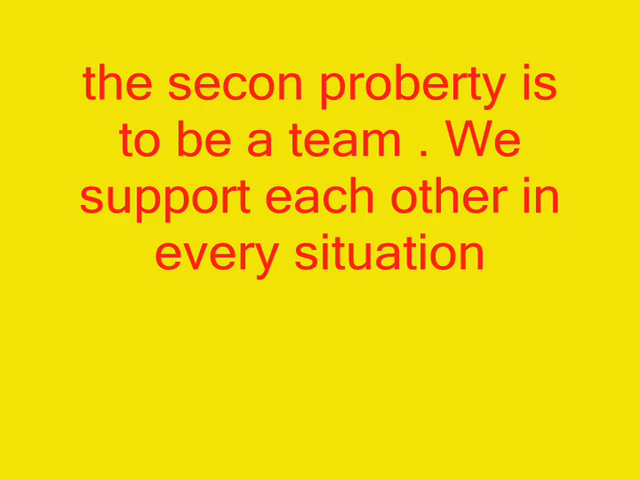 the secon proberty is
to be a team . We
support each other in
every situation